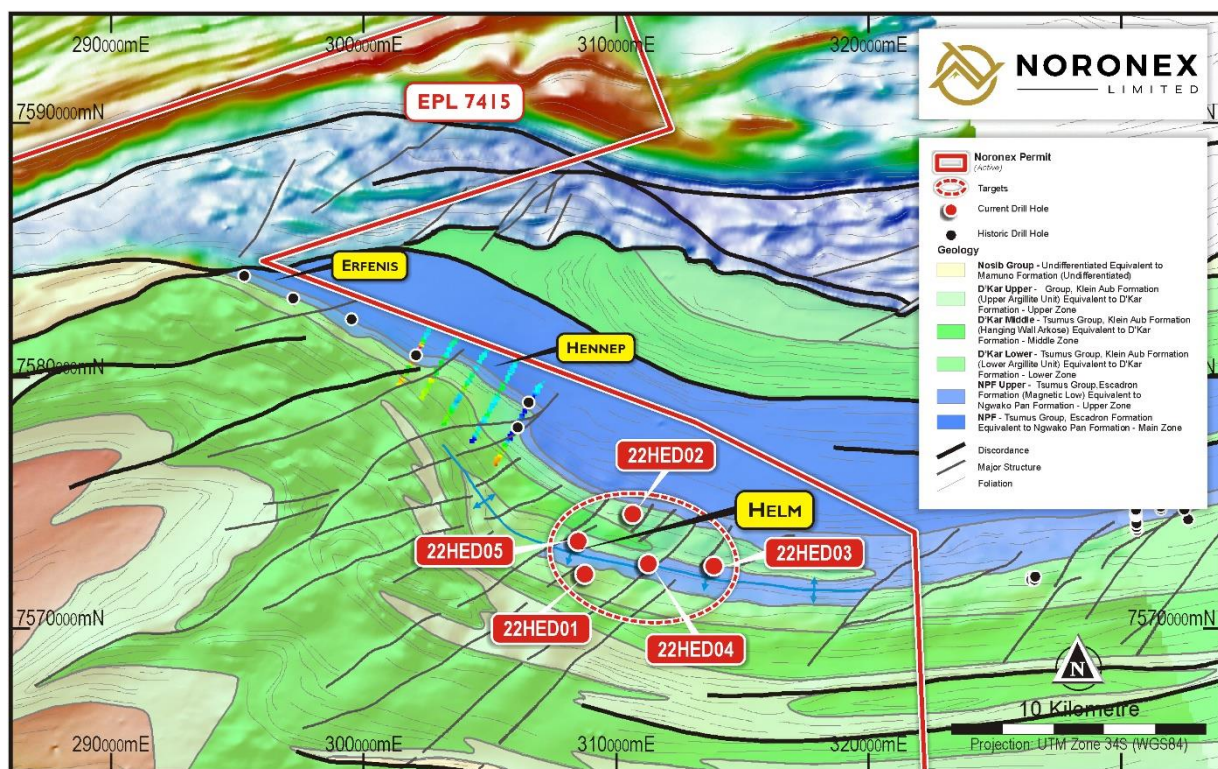 290000mE
300000mE
310000mE
320000mE
NORONEX
LIMITED
7590000mN
EPL 7415
Noronex Permit
(Active)
Targets
Current Drill Hole
Historic Drill Hole
Geology
Nosib Group - Undifferentiated Equivalent to
Mamuno Formation (Undifferentiated)
D'Kar Upper - Group, Klein Aub Formation
(Upper Argillite Unit) Equivalent to D'Kar
Formation - Upper Zone
D'Kar Middle - Tsumus Group, Klein Aub Formation
(Hanging Wall Arkose) Equivalent to D'Kar
Formation - Middle Zone
D'Kar Lower - Tsumus Group, Klein Aub Formation
(Lower Argillite Unit) Equivalent to D'Kar
Formation - Lower Zone
NPF Upper - Tsumus Group,Escadron
Formation (Magnetic Low) Equivalent to
Ngwako Pan Formation - Upper Zone
NPF - Tsumus Group, Escadron Formation
Equivalent to Ngwako Pan Formation - Main Zone
Discordance
Major Structure
Foliation
ERFENIS
HENNEP
7580000mN
22HED02
HELM
22HED05
22HED03
22HED01
22HED04
7570000mN
7570000mN
N
10 Kilometre
Projection: UTM Zone 34S (WGS84)
290000mE
300000mE
310000mE
320000mE